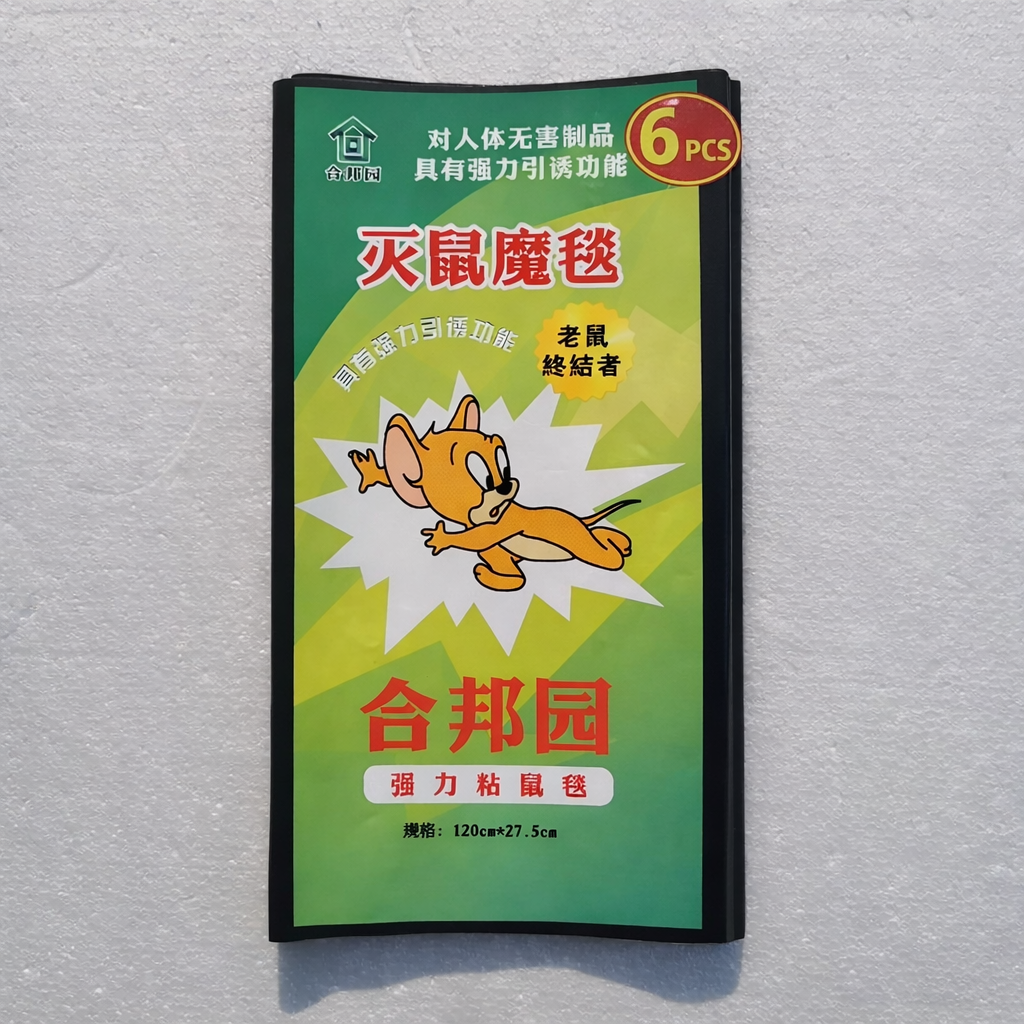 合邦园
对人体无害制品
具有强力引诱功能
6 PCS
灭鼠魔毯
具有强力引诱功能
老鼠
終結者
合邦园
强力粘鼠毯
規格：120cm*27.5cm